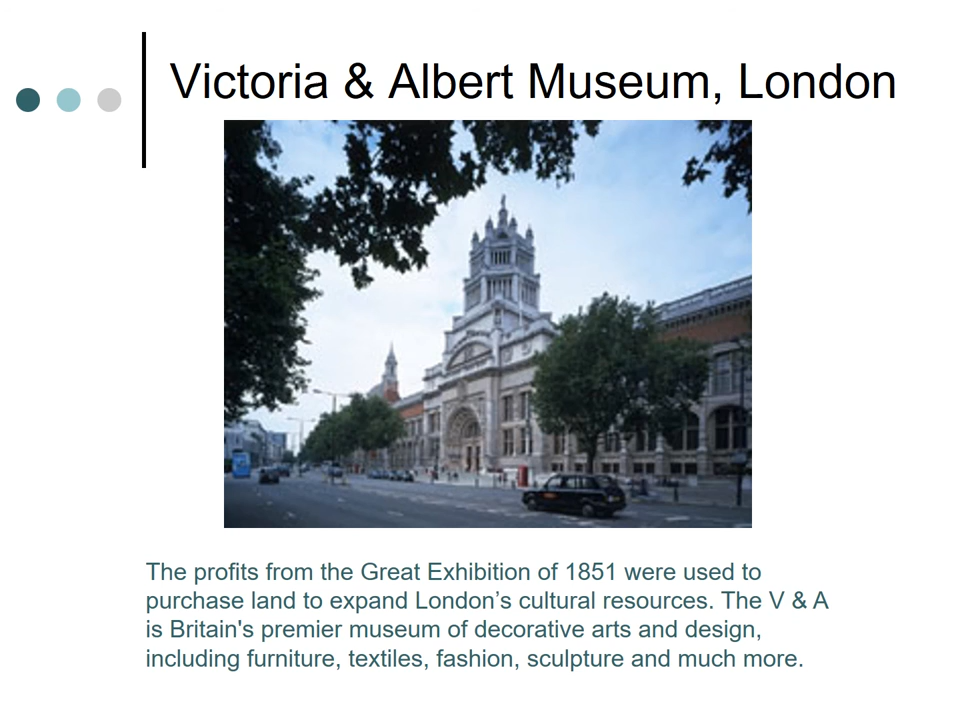 Victoria & Albert Museum, London
The profits from the Great Exhibition of 1851 were used to
purchase land to expand London’s cultural resources. The V & A
is Britain's premier museum of decorative arts and design,
including furniture, textiles, fashion, sculpture and much more.